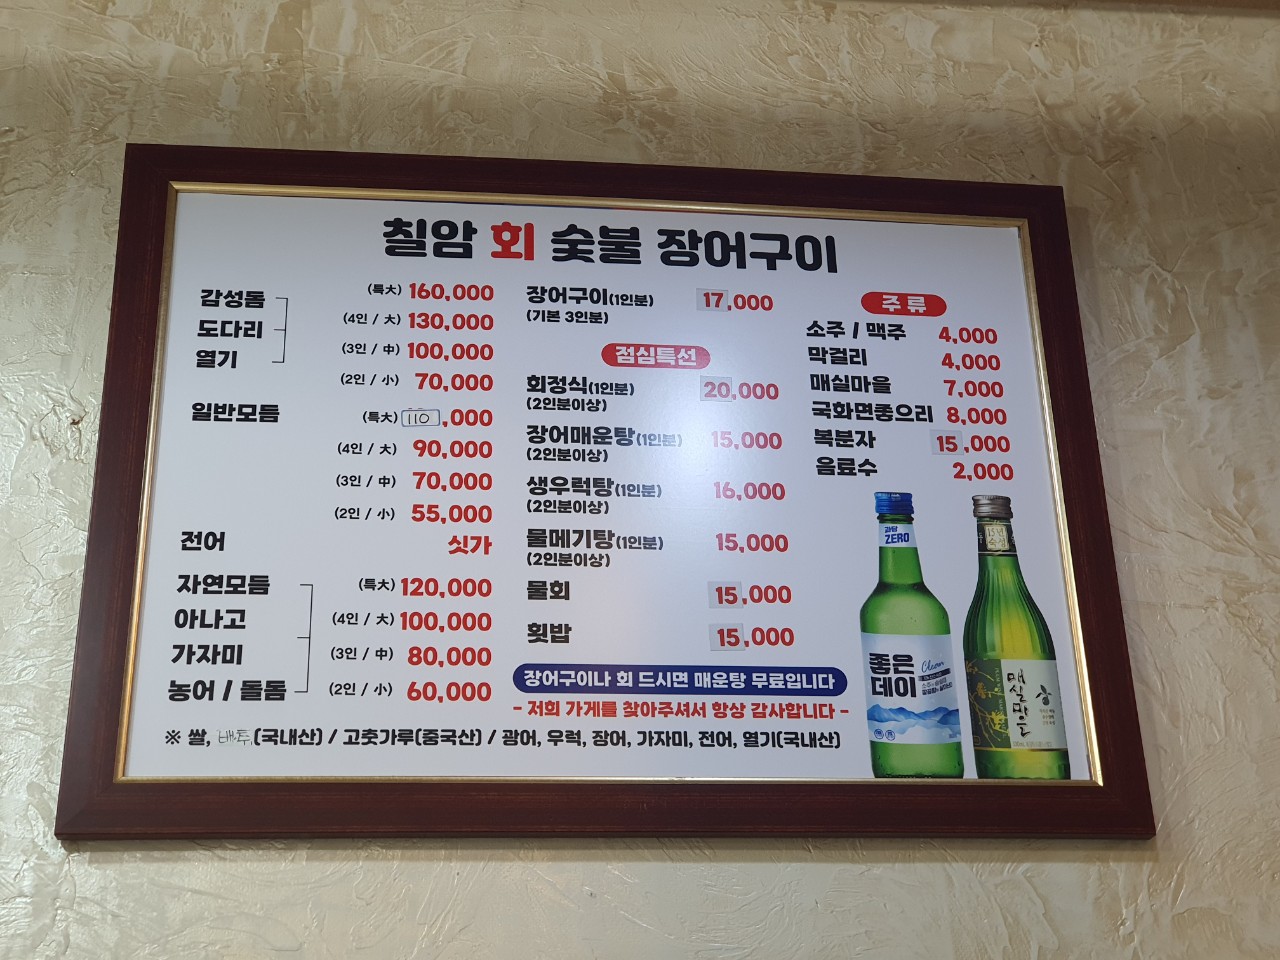 칠암 회 숯불 장어구이
감성돔
도다리
열기
(특大) 160,000
(4인 / 大) 130,000
(3인 / 中) 100,000
(2인 / 小) 70,000
일반모듬
(특大) 110,000
(4인 / 大) 90,000
(3인 / 中) 70,000
(2인 / 小) 55,000
전어 싯가
자연모듬
아나고
가자미
농어 / 돌돔
(특大) 120,000
(4인 / 大) 100,000
(3인 / 中) 80,000
(2인 / 小) 60,000
장어구이(1인분) 17,000
(기본 3인분)
점심특선
회정식(1인분) 20,000
(2인분이상)
장어매운탕(1인분) 15,000
(2인분이상)
생우럭탕(1인분) 16,000
(2인분이상)
물메기탕(1인분) 15,000
(2인분이상)
물회 15,000
횟밥 15,000
장어구이나 회 드시면 매운탕 무료입니다
- 저희 가게를 찾아주셔서 항상 감사합니다 -
주류
소주 / 맥주 4,000
막걸리 4,000
매실마을 7,000
국화면좋으리 8,000
복분자 15,000
음료수 2,000
※ 쌀, 배추,(국내산) / 고춧가루(중국산) / 광어, 우럭, 장어, 가자미, 전어, 열기(국내산)
과당
ZERO
좋은
데이
Clean
매실마을